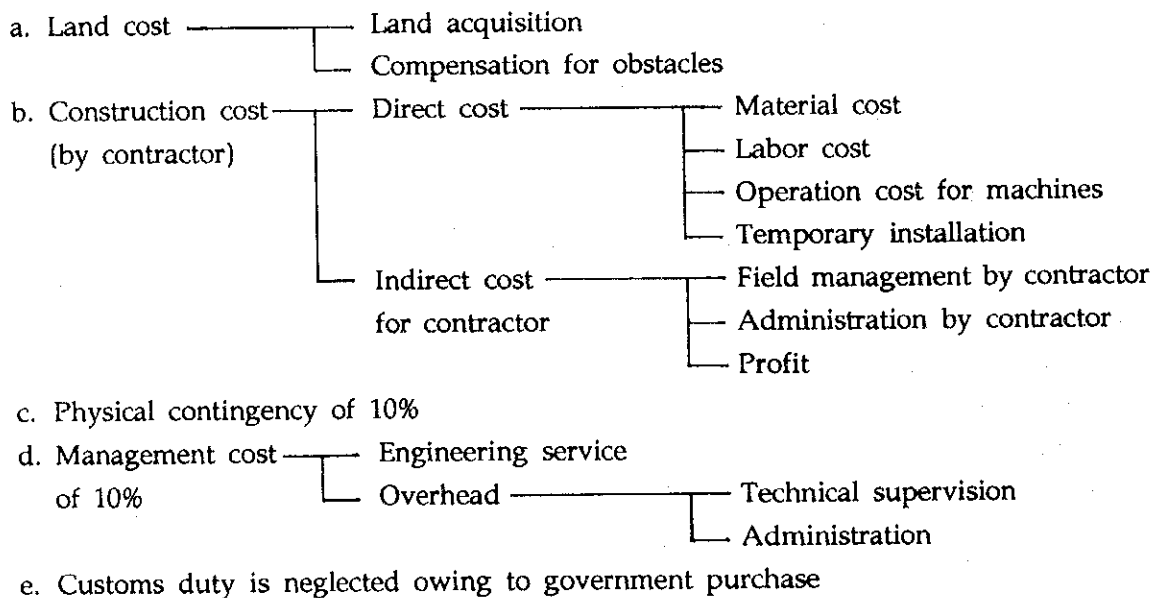 a. Land cost Land acquisition
Compensation for obstacles
b. Construction cost Direct cost Material cost
(by contractor) Labor cost
Operation cost for machines
Temporary installation
Indirect cost Field management by contractor
for contractor Administration by contractor
Profit
c. Physical contingency of 10%
d. Management cost Engineering service
of 10% Overhead Technical supervision
Administration
e. Customs duty is neglected owing to government purchase